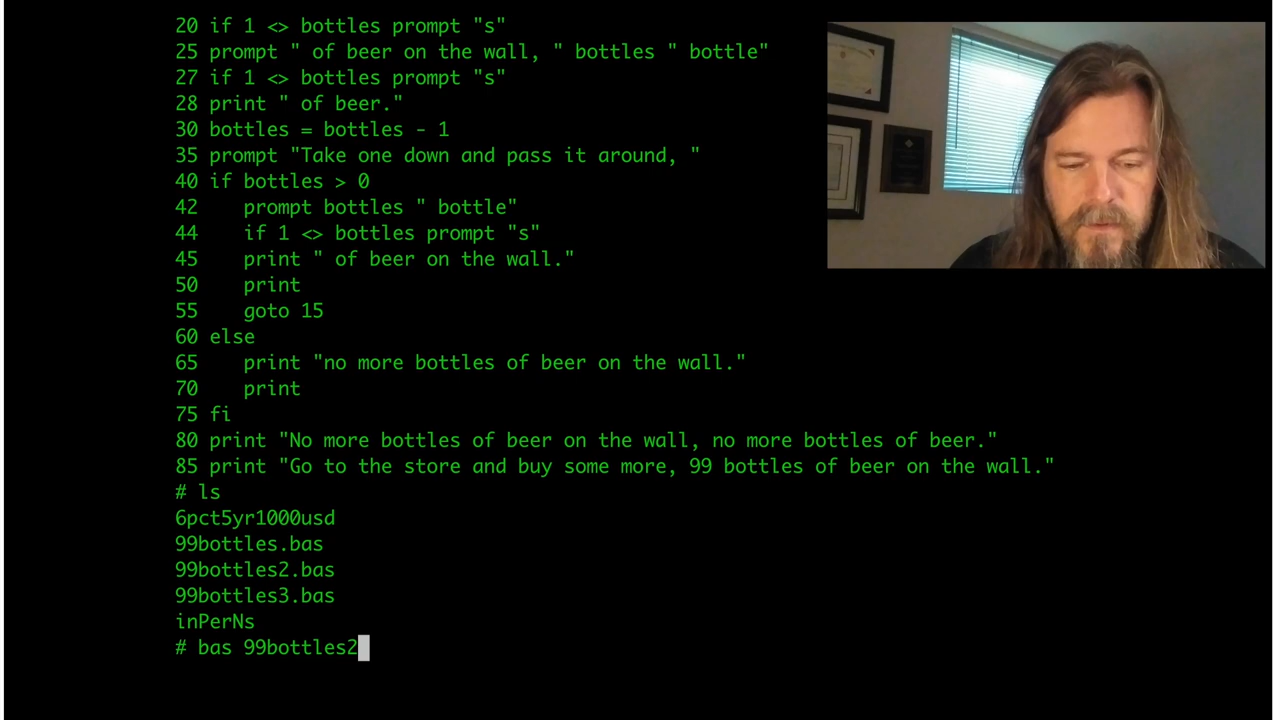 20 if 1 <> bottles prompt "s"
25 prompt " of beer on the wall, " bottles " bottle"
27 if 1 <> bottles prompt "s"
28 print " of beer."
30 bottles = bottles - 1
35 prompt "Take one down and pass it around, "
40 if bottles > 0
42    prompt bottles " bottle"
44    if 1 <> bottles prompt "s"
45    print " of beer on the wall."
50    print
55    goto 15
60 else
65    print "no more bottles of beer on the wall."
70    print
75 fi
80 print "No more bottles of beer on the wall, no more bottles of beer."
85 print "Go to the store and buy some more, 99 bottles of beer on the wall."
# ls
6pct5yr1000usd
99bottles.bas
99bottles2.bas
99bottles3.bas
inPerNs
# bas 99bottles2